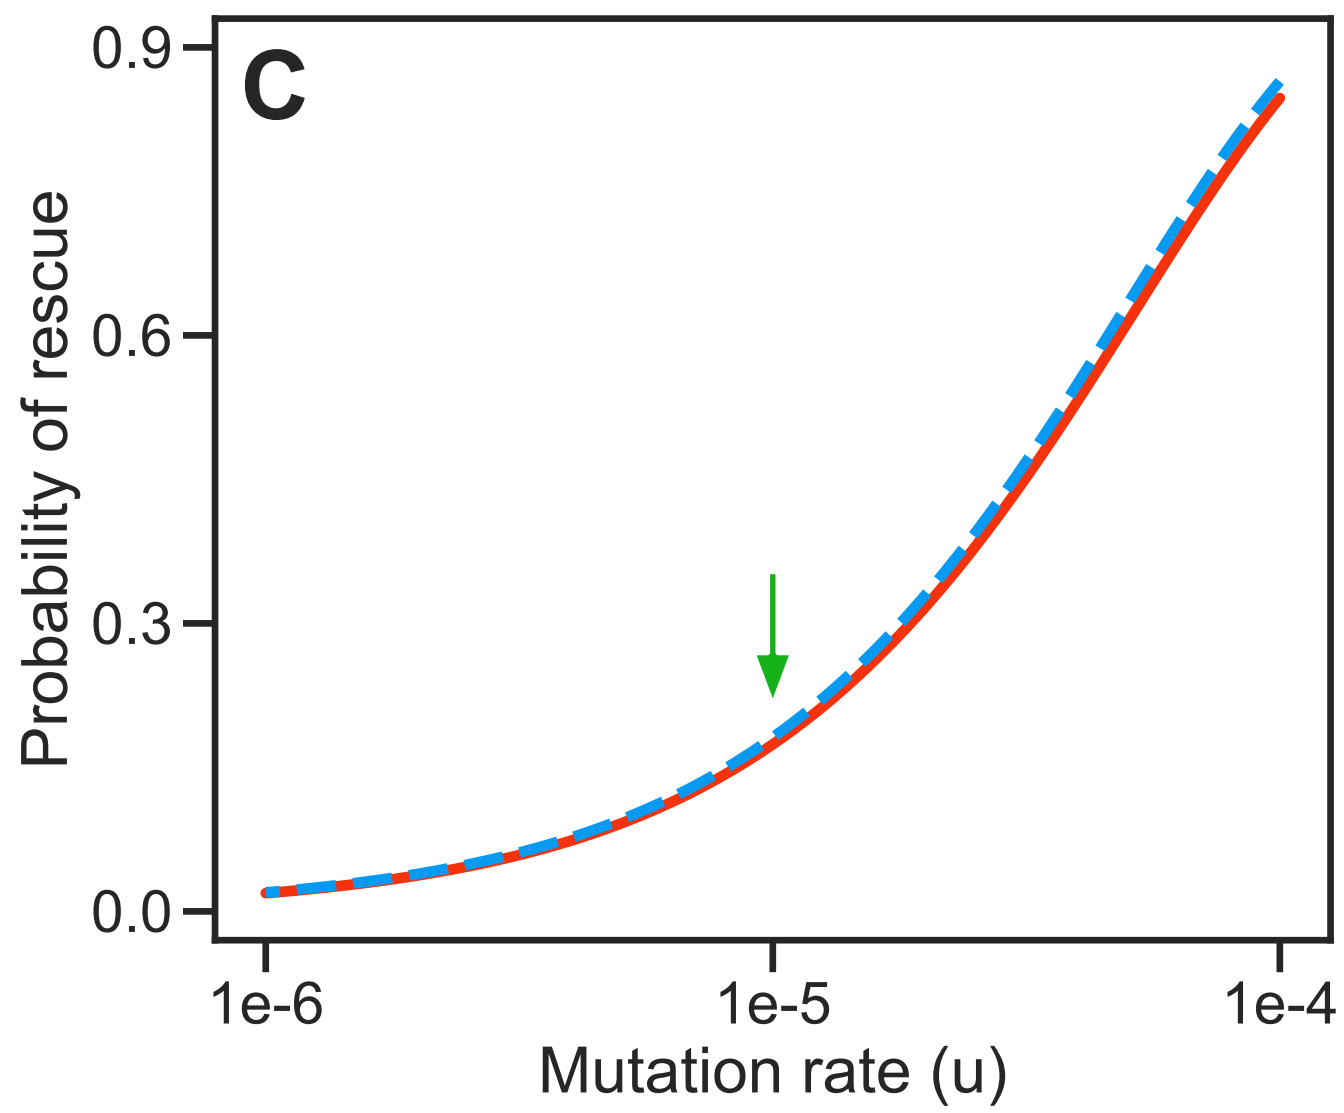 C
0.9
0.6
0.3
0.0
Probability of rescue
1e-6
1e-5
1e-4
Mutation rate (u)